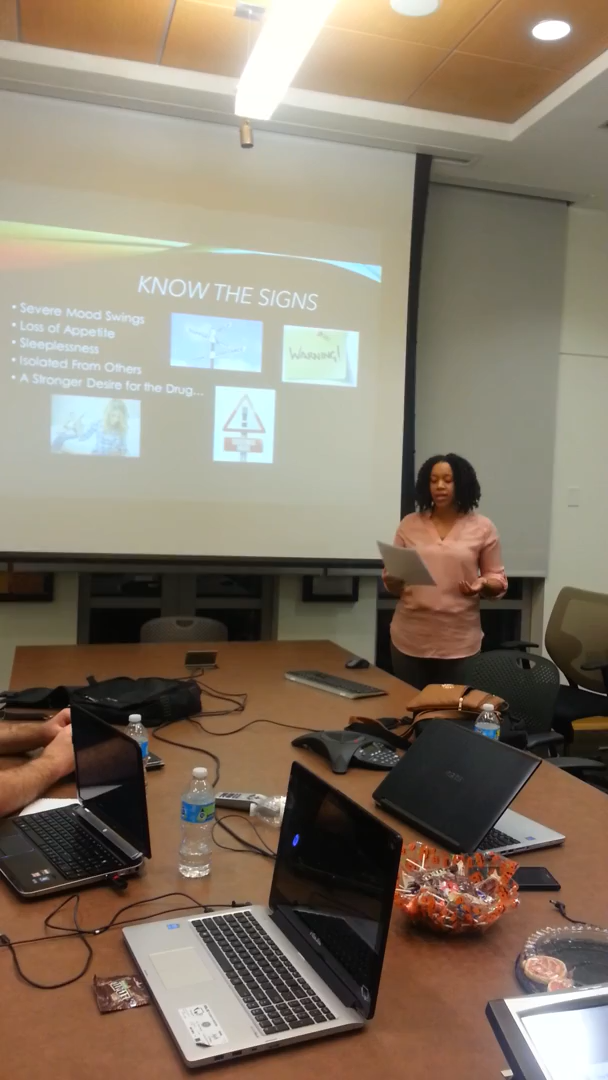 KNOW THE SIGNS
• Severe Mood Swings
• Loss of Appetite
• Sleeplessness
• Isolated From Others
• A Stronger Desire for the Drug...
WARNING!